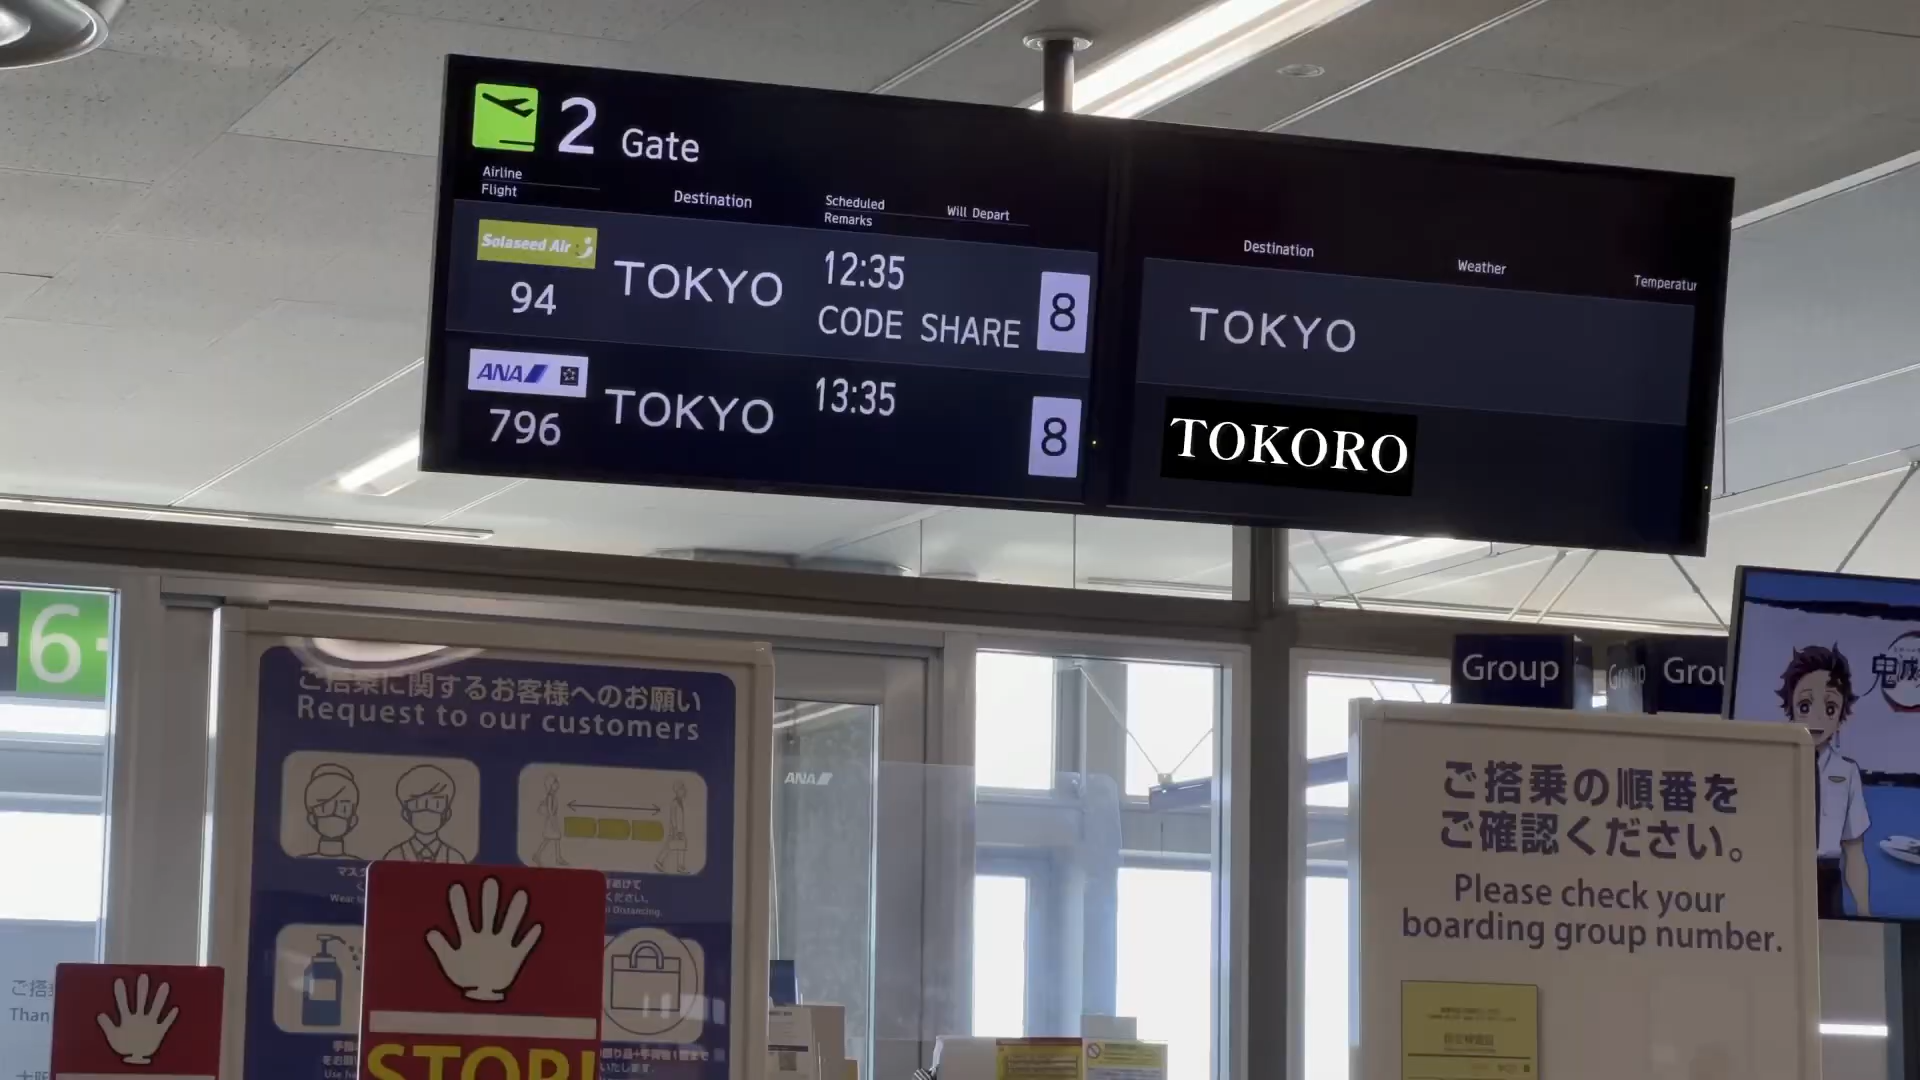 2 Gate
Airline
Flight
Destination
Scheduled
Remarks
Will Depart
Solaseed Air
94
TOKYO
12:35
CODE SHARE
8
ANA
796
TOKYO
13:35
8
Destination
Weather
Temperatur
TOKYO
TOKORO
6
ご搭乗に関するお客様へのお願い
Request to our customers
ANA
Group
Group
Grou
ご搭乗の順番を
ご確認ください。
Please check your
boarding group number.
STOP!